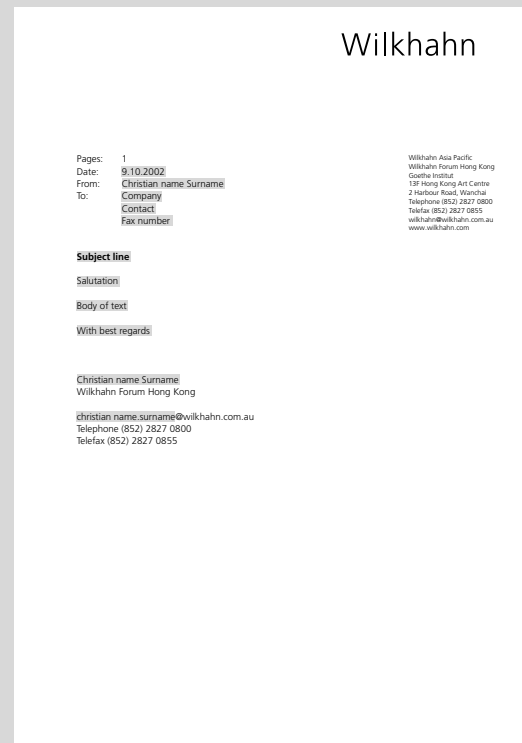 Wilkhahn
Pages: 1
Date: 9.10.2002
From: Christian name Surname
To: Company
Contact
Fax number
Wilkhahn Asia Pacific
Wilkhahn Forum Hong Kong
Goethe Institut
13F Hong Kong Art Centre
2 Harbour Road, Wanchai
Telephone (852) 2827 0800
Telefax (852) 2827 0855
wilkhahn@wilkhahn.com.au
www.wilkhahn.com
Subject line
Salutation
Body of text
With best regards
Christian name Surname
Wilkhahn Forum Hong Kong
christian name.surname@wilkhahn.com.au
Telephone (852) 2827 0800
Telefax (852) 2827 0855